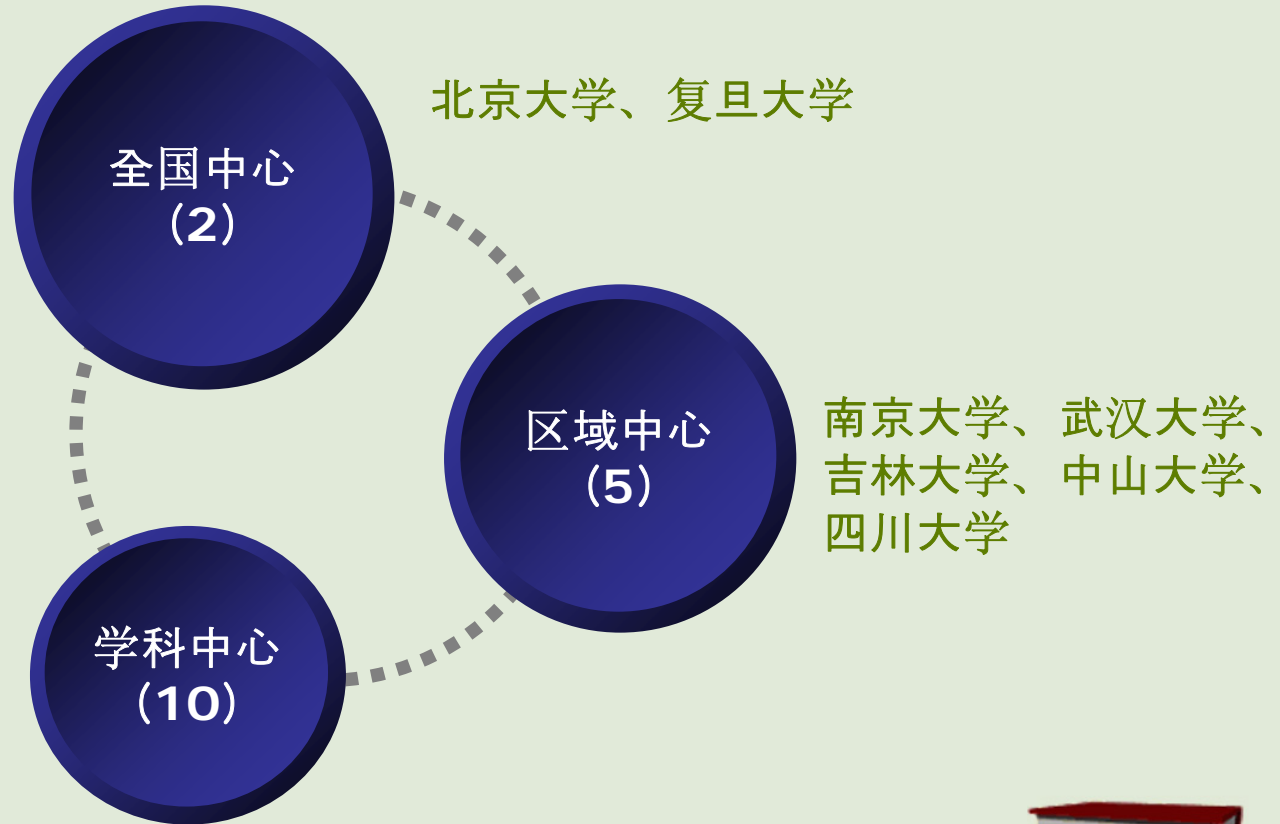 北京大学、复旦大学
全国中心
(2)
区域中心
(5)
南京大学、武汉大学、
吉林大学、中山大学、
四川大学
学科中心
(10)